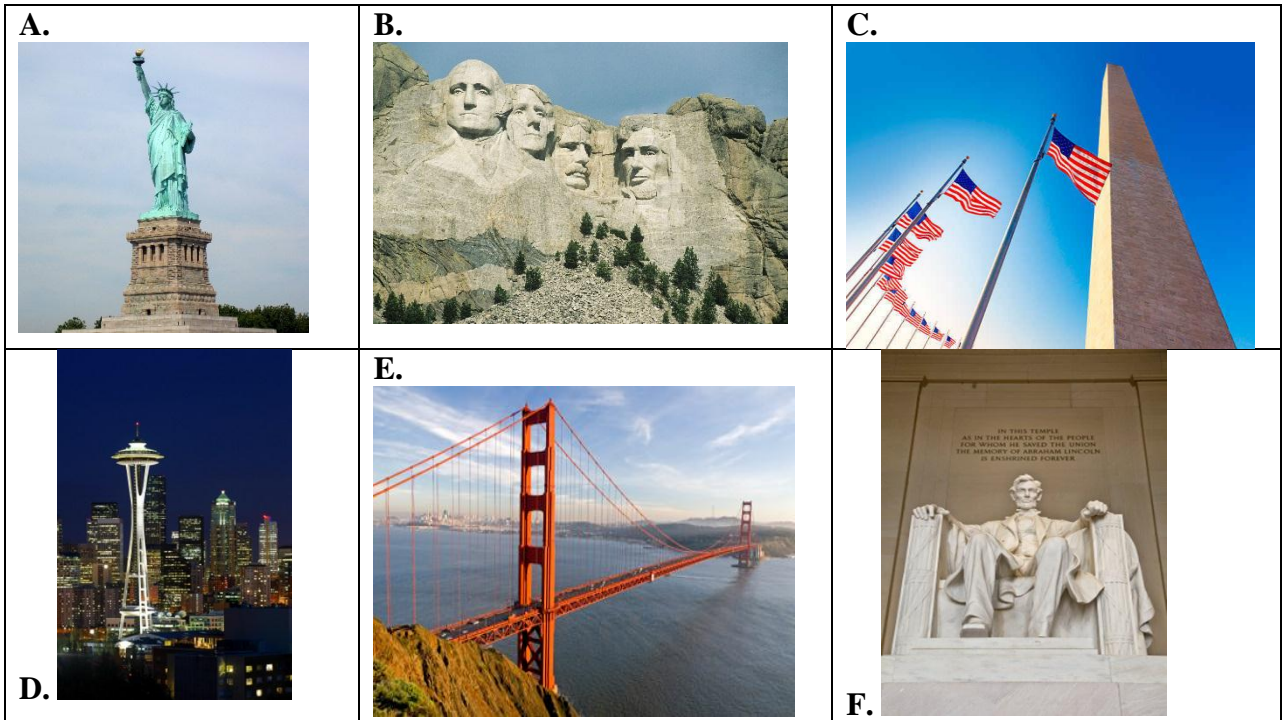 A.
B.
C.
D.
E.
F.
IN THIS TEMPLE
AS IN THE HEARTS OF THE PEOPLE
FOR WHOM HE SAVED THE UNION
THE MEMORY OF ABRAHAM LINCOLN
IS ENSHRINED FOREVER.